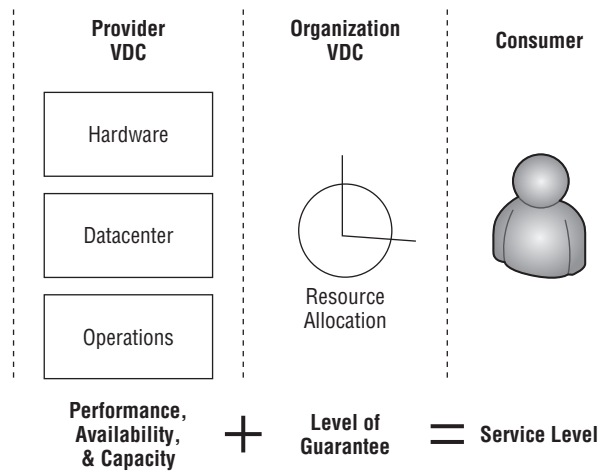 Provider
VDC
Organization
VDC
Consumer
Hardware
Datacenter
Operations
Resource
Allocation
Performance,
Availability,
& Capacity
+
Level of
Guarantee
=
Service Level